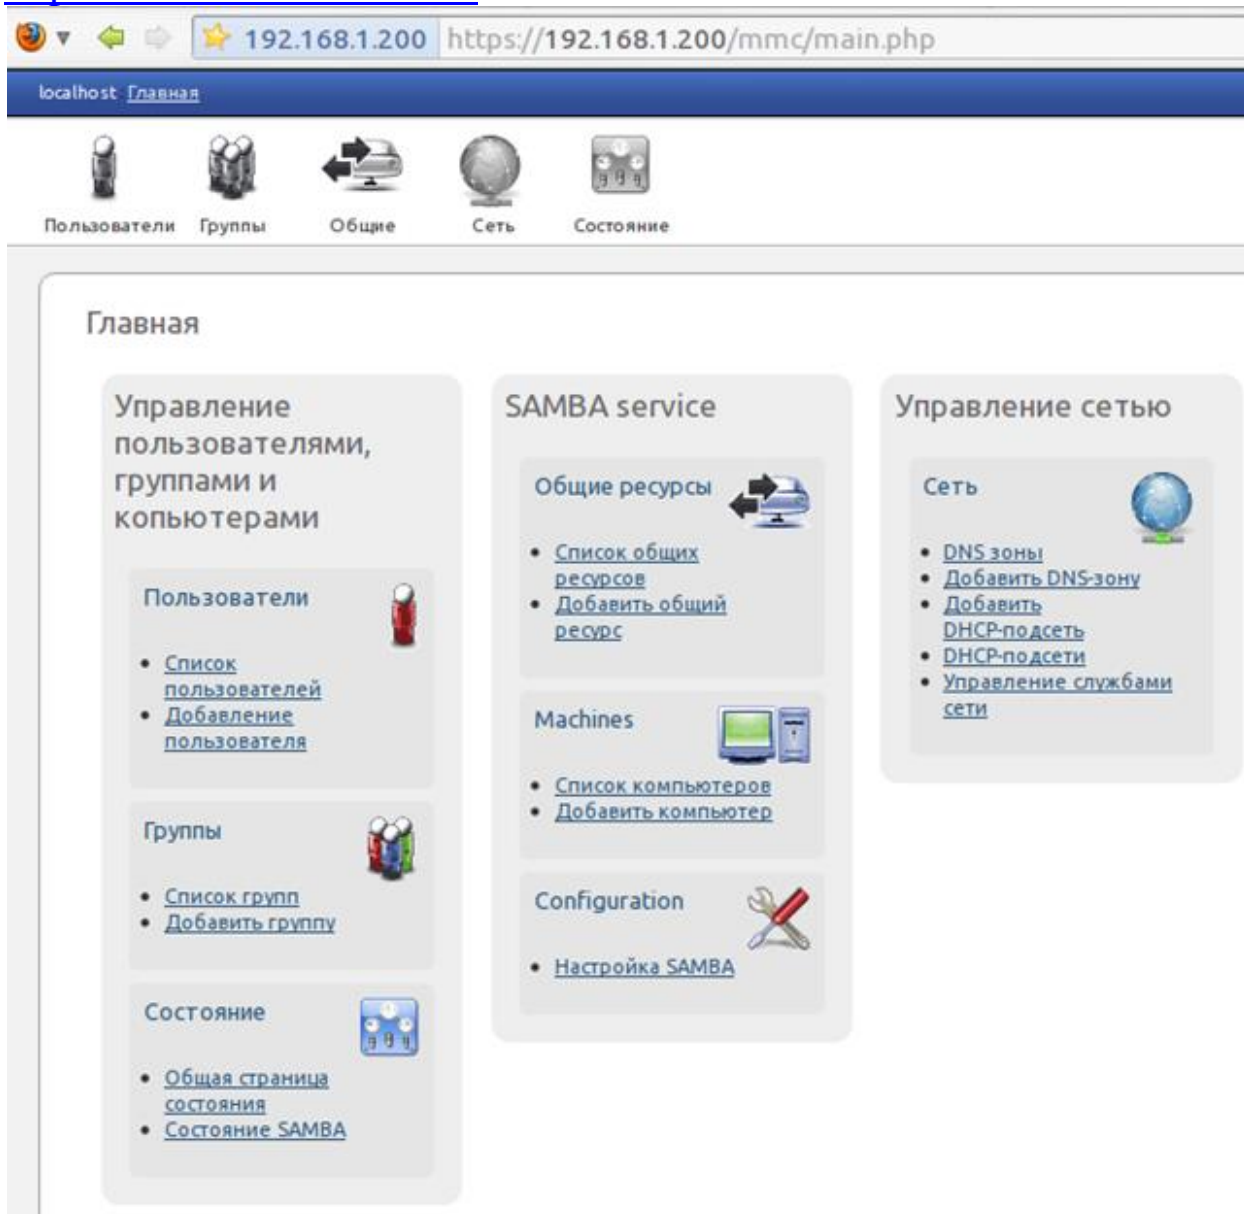 192.168.1.200 https://192.168.1.200/mmc/main.php
localhost Главная
Пользователи Группы Общие Сеть Состояние
Главная
Управление
пользователями,
группами и
копьютерами
Пользователи
Список
пользователей
Добавление
пользователя
Группы
Список групп
Добавить группу
Состояние
Общая страница
состояния
Состояние SAMBA
SAMBA service
Общие ресурсы
Список общих
ресурсов
Добавить общий
ресурс
Machines
Список компьютеров
Добавить компьютер
Configuration
Настройка SAMBA
Управление сетью
Сеть
DNS зоны
Добавить DNS-зону
Добавить
DHCP-подсеть
DHCP-подсети
Управление службами
сети